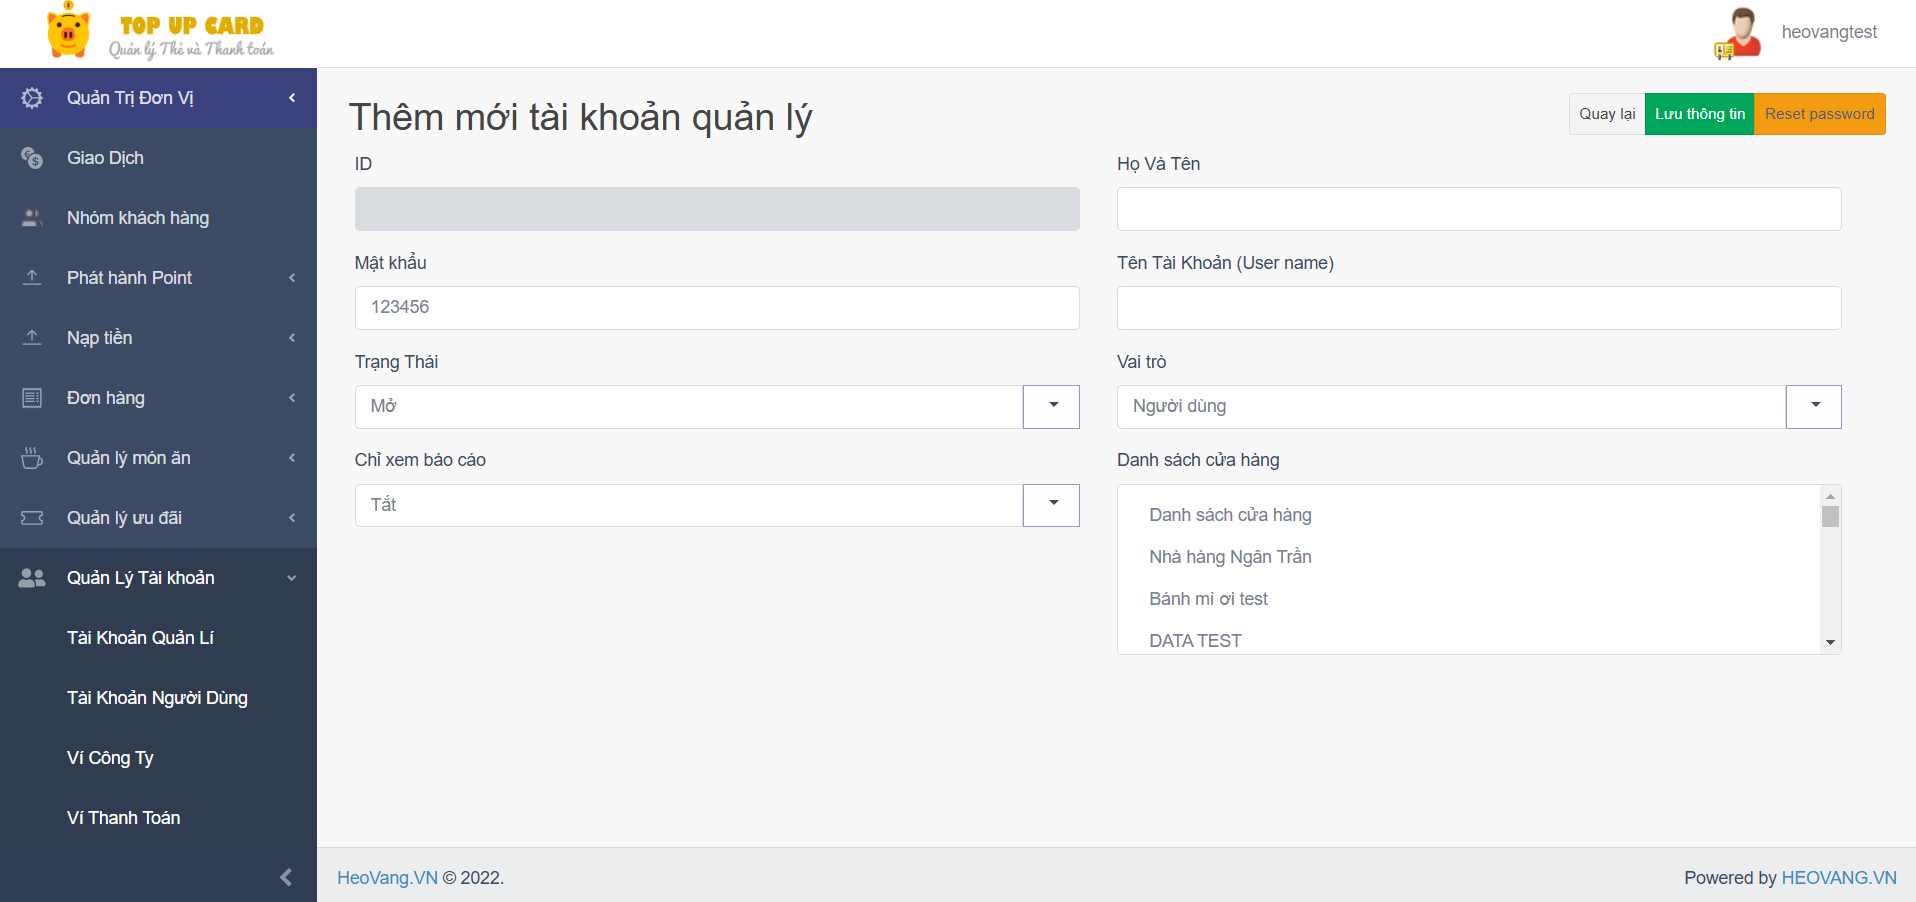 TOP UP CARD
Quản lý Thẻ và Thanh toán
heovangtest
Quản Trị Đơn Vị
Giao Dịch
Nhóm khách hàng
Phát hành Point
Nạp tiền
Đơn hàng
Quản lý món ăn
Quản lý ưu đãi
Quản Lý Tài khoản
Tài Khoản Quản Lí
Tài Khoản Người Dùng
Ví Công Ty
Ví Thanh Toán
Thêm mới tài khoản quản lý
Quay lại
Lưu thông tin
Reset password
ID
Họ Và Tên
Mật khẩu
Tên Tài Khoản (User name)
123456
Trạng Thái
Vai trò
Mở
Người dùng
Chỉ xem báo cáo
Danh sách cửa hàng
Tắt
Danh sách cửa hàng
Nhà hàng Ngân Trần
Bánh mì ơi test
DATA TEST
HeoVang.VN © 2022.
Powered by HEOVANG.VN